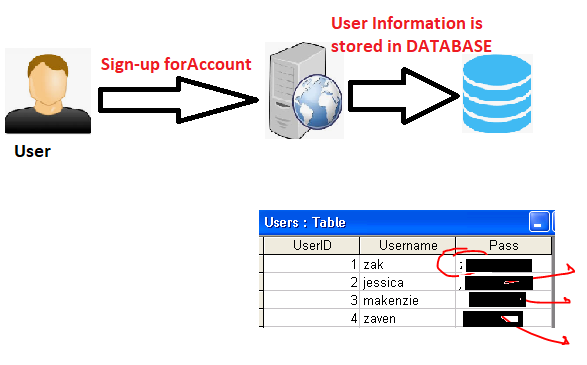 User Information is
stored in DATABASE
Sign-up forAccount
User
Users : Table
UserID Username Pass
1 zak
2 jessica
3 makenzie
4 zaven